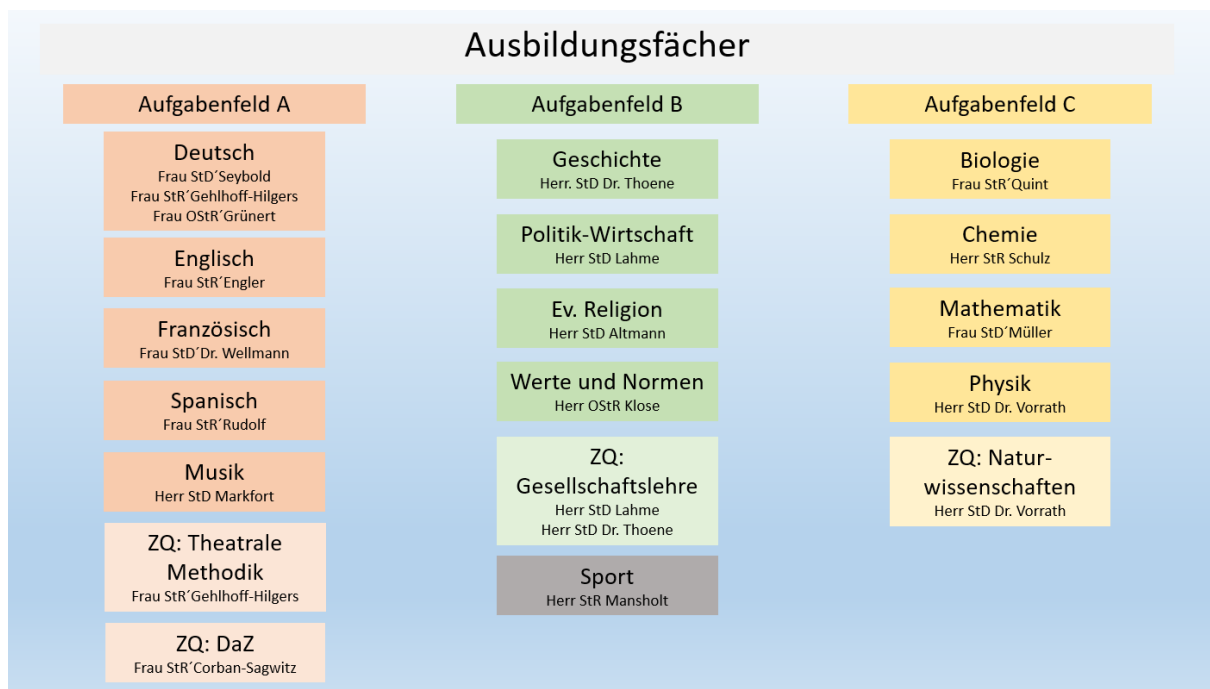 Ausbildungsfächer
Aufgabenfeld A
Deutsch
Frau StD´Seybold
Frau StR´Gehlhoff-Hilgers
Frau OStR´Grünert
Englisch
Frau StR´Engler
Französisch
Frau StD´Dr. Wellmann
Spanisch
Frau StR´Rudolf
Musik
Herr StD Markfort
ZQ: Theatrale
Methodik
Frau StR´Gehlhoff-Hilgers
ZQ: DaZ
Frau StR´Corban-Sagwitz
Aufgabenfeld B
Geschichte
Herr. StD Dr. Thoene
Politik-Wirtschaft
Herr StD Lahme
Ev. Religion
Herr StD Altmann
Werte und Normen
Herr OStR Klose
ZQ:
Gesellschaftslehre
Herr StD Lahme
Herr StD Dr. Thoene
Sport
Herr StR Mansholt
Aufgabenfeld C
Biologie
Frau StR´Quint
Chemie
Herr StR Schulz
Mathematik
Frau StD´Müller
Physik
Herr StD Dr. Vorrath
ZQ: Natur-
wissenschaften
Herr StD Dr. Vorrath